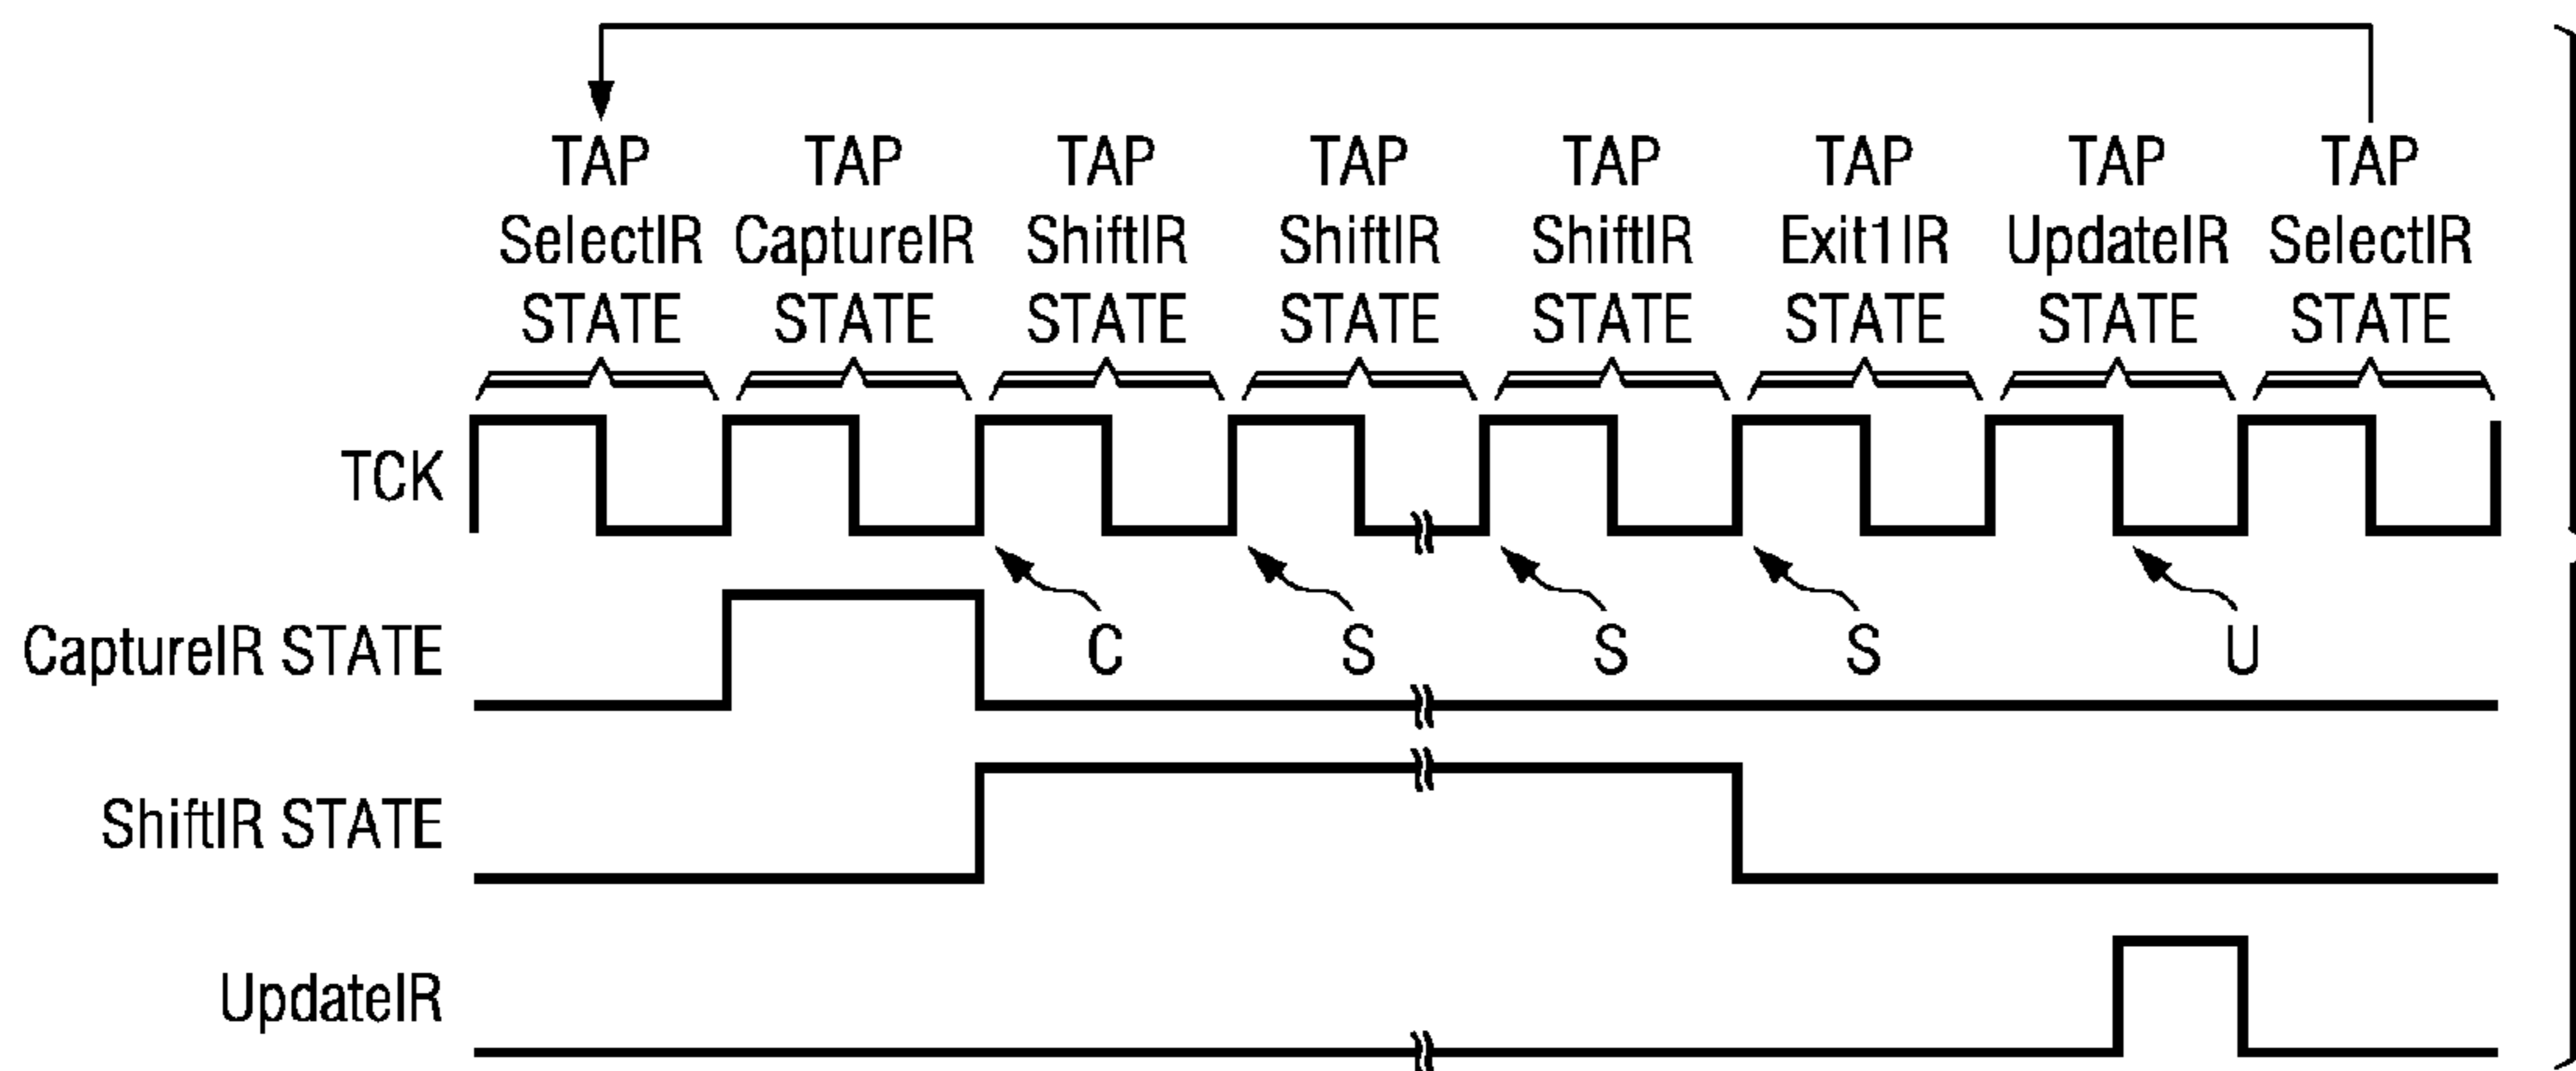 TAP TAP TAP TAP TAP TAP TAP TAP
SelectIR CaptureIR ShiftIR ShiftIR ShiftIR Exit1IR UpdateIR SelectIR
STATE STATE STATE STATE STATE STATE STATE STATE
TCK
CaptureIR STATE
C S S S U
ShiftIR STATE
UpdateIR